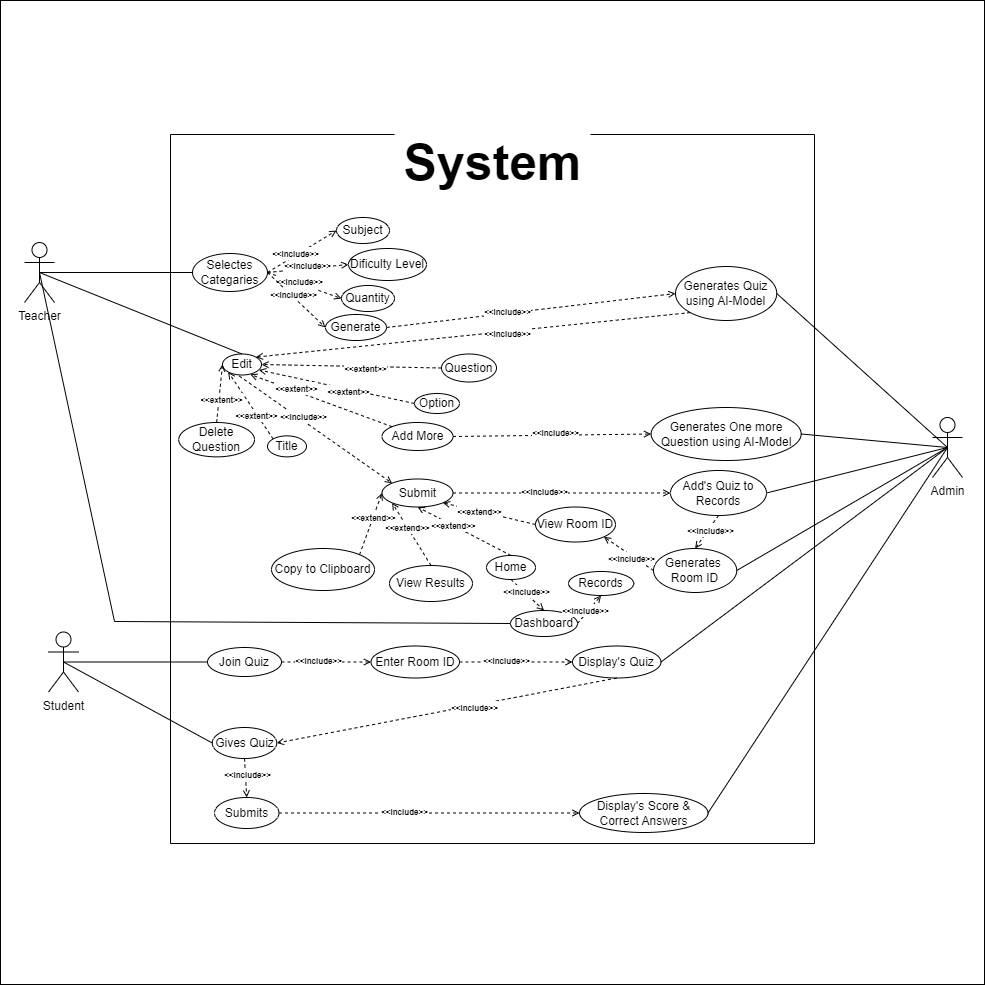 System
Subject
<<include>>
Selectes
Categaries
<<include>>
Dificulty Level
<<include>>
Quantity
<<include>>
Generate
Teacher
Generates Quiz
using AI-Model
<<include>>
<<include>>
Edit
<<extent>>
Question
<<extent>>
<<extent>>
<<extent>>
Option
<<extent>>
<<include>>
Delete
Question
Title
Add More
<<include>>
Generates One more
Question using AI-Model
Admin
Submit
<<include>>
Add's Quiz to
Records
<<extend>>
<<extend>>
<<extend>>
<<extend>>
View Room ID
<<include>>
<<include>>
Generates
Room ID
Copy to Clipboard
View Results
Home
<<include>>
Records
<<include>>
Dashboard
Student
Join Quiz
<<include>>
Enter Room ID
<<include>>
Display's Quiz
<<include>>
Gives Quiz
<<include>>
Submits
<<include>>
Display's Score &
Correct Answers